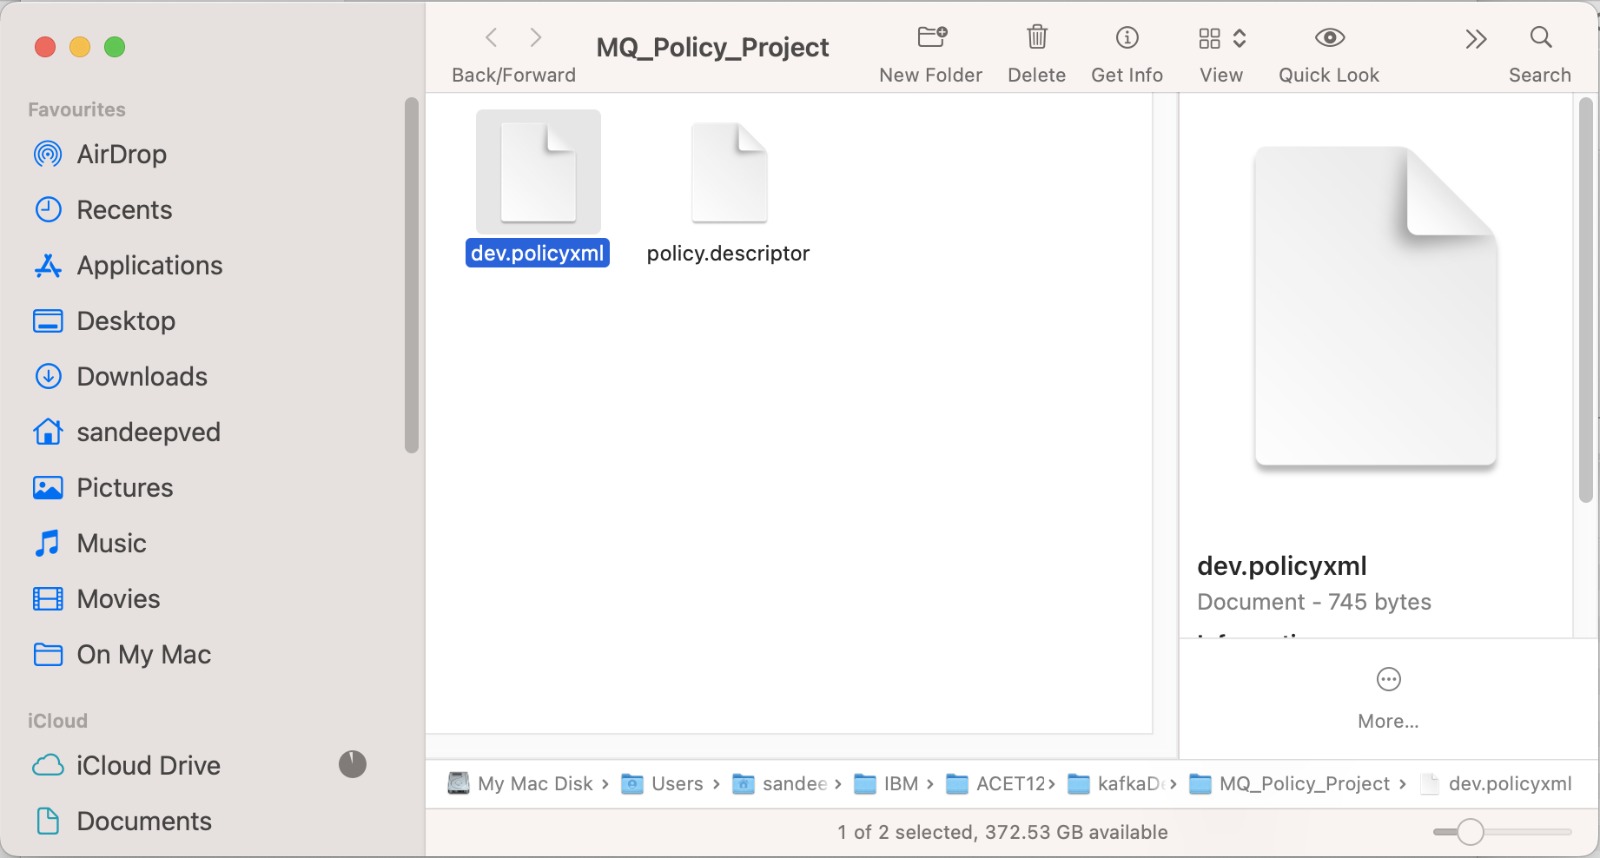 MQ_Policy_Project
Back/Forward
New Folder
Delete
Get Info
View
Quick Look
Search
Favourites
AirDrop
Recents
Applications
Desktop
Downloads
sandeepved
Pictures
Music
Movies
On My Mac
iCloud
iCloud Drive
Documents
dev.policyxml
policy.descriptor
dev.policyxml
Document - 745 bytes
More...
My Mac Disk › Users › sandee › IBM › ACET12 › kafkaD › MQ_Policy_Project › dev.policyxml
1 of 2 selected, 372.53 GB available